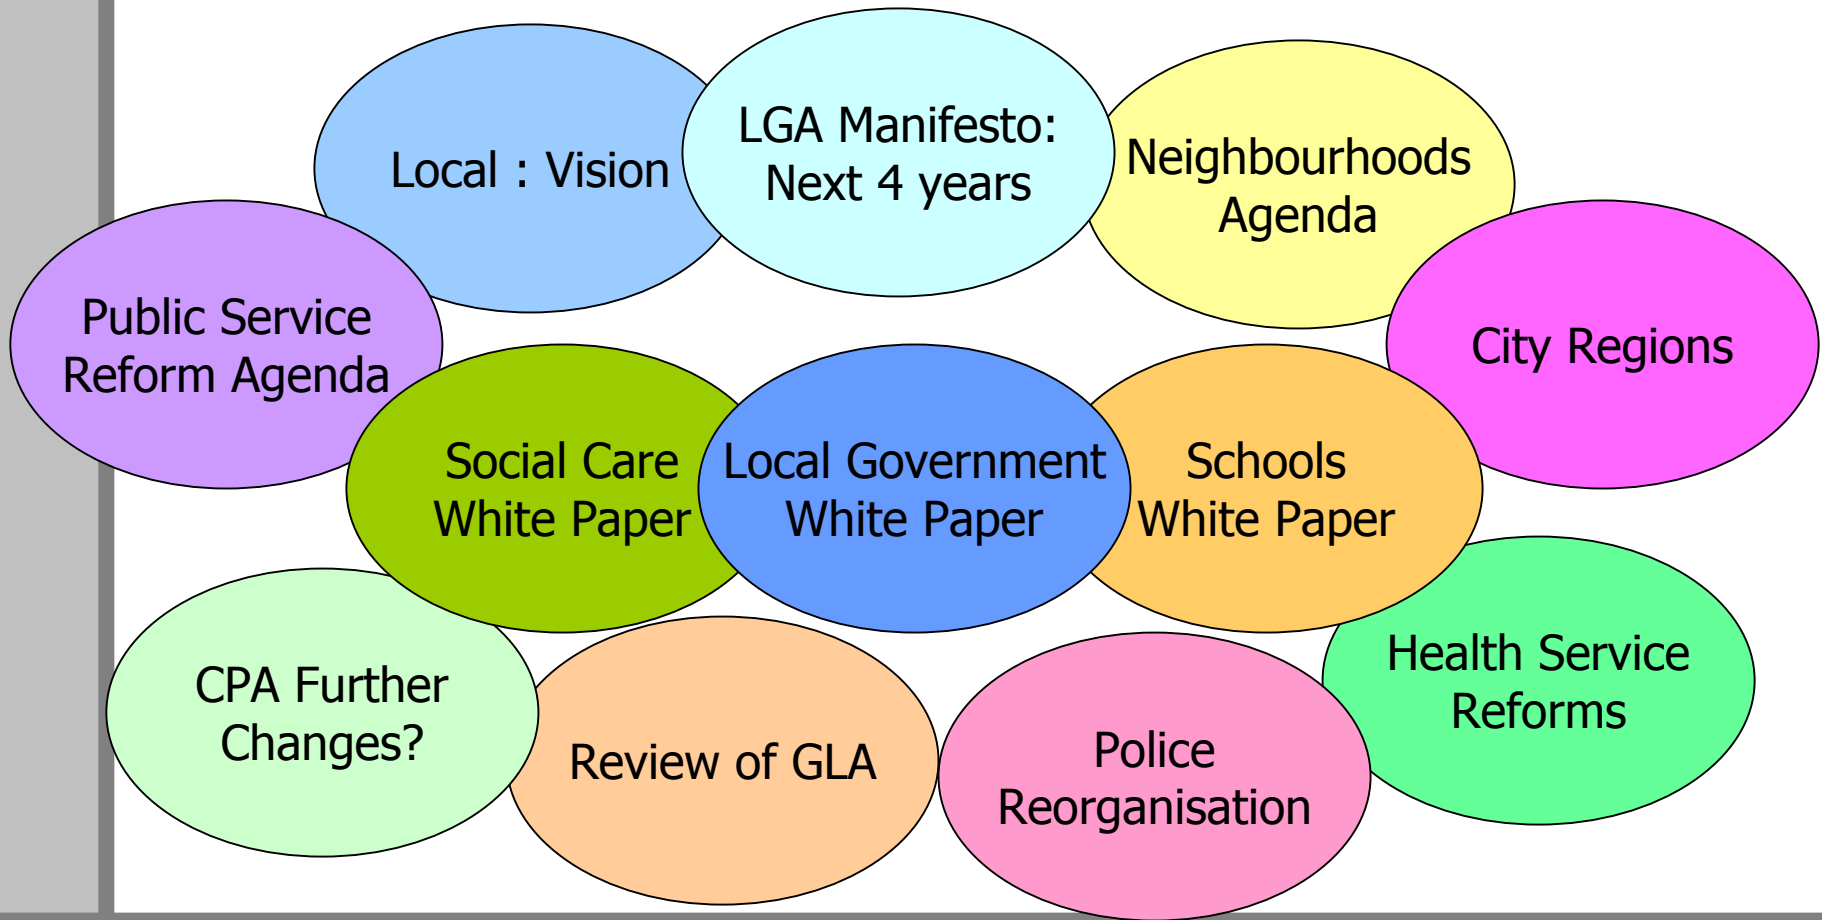 Local : Vision
LGA Manifesto:
Next 4 years
Neighbourhoods
Agenda
Public Service
Reform Agenda
City Regions
Social Care
White Paper
Local Government
White Paper
Schools
White Paper
CPA Further
Changes?
Review of GLA
Police
Reorganisation
Health Service
Reforms